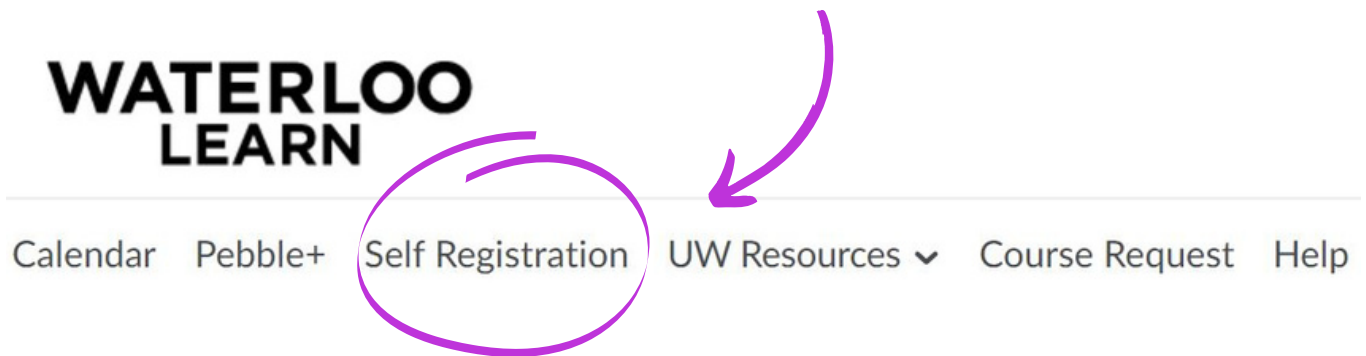 WATERLOO
LEARN
Calendar Pebble+ Self Registration UW Resources Course Request Help